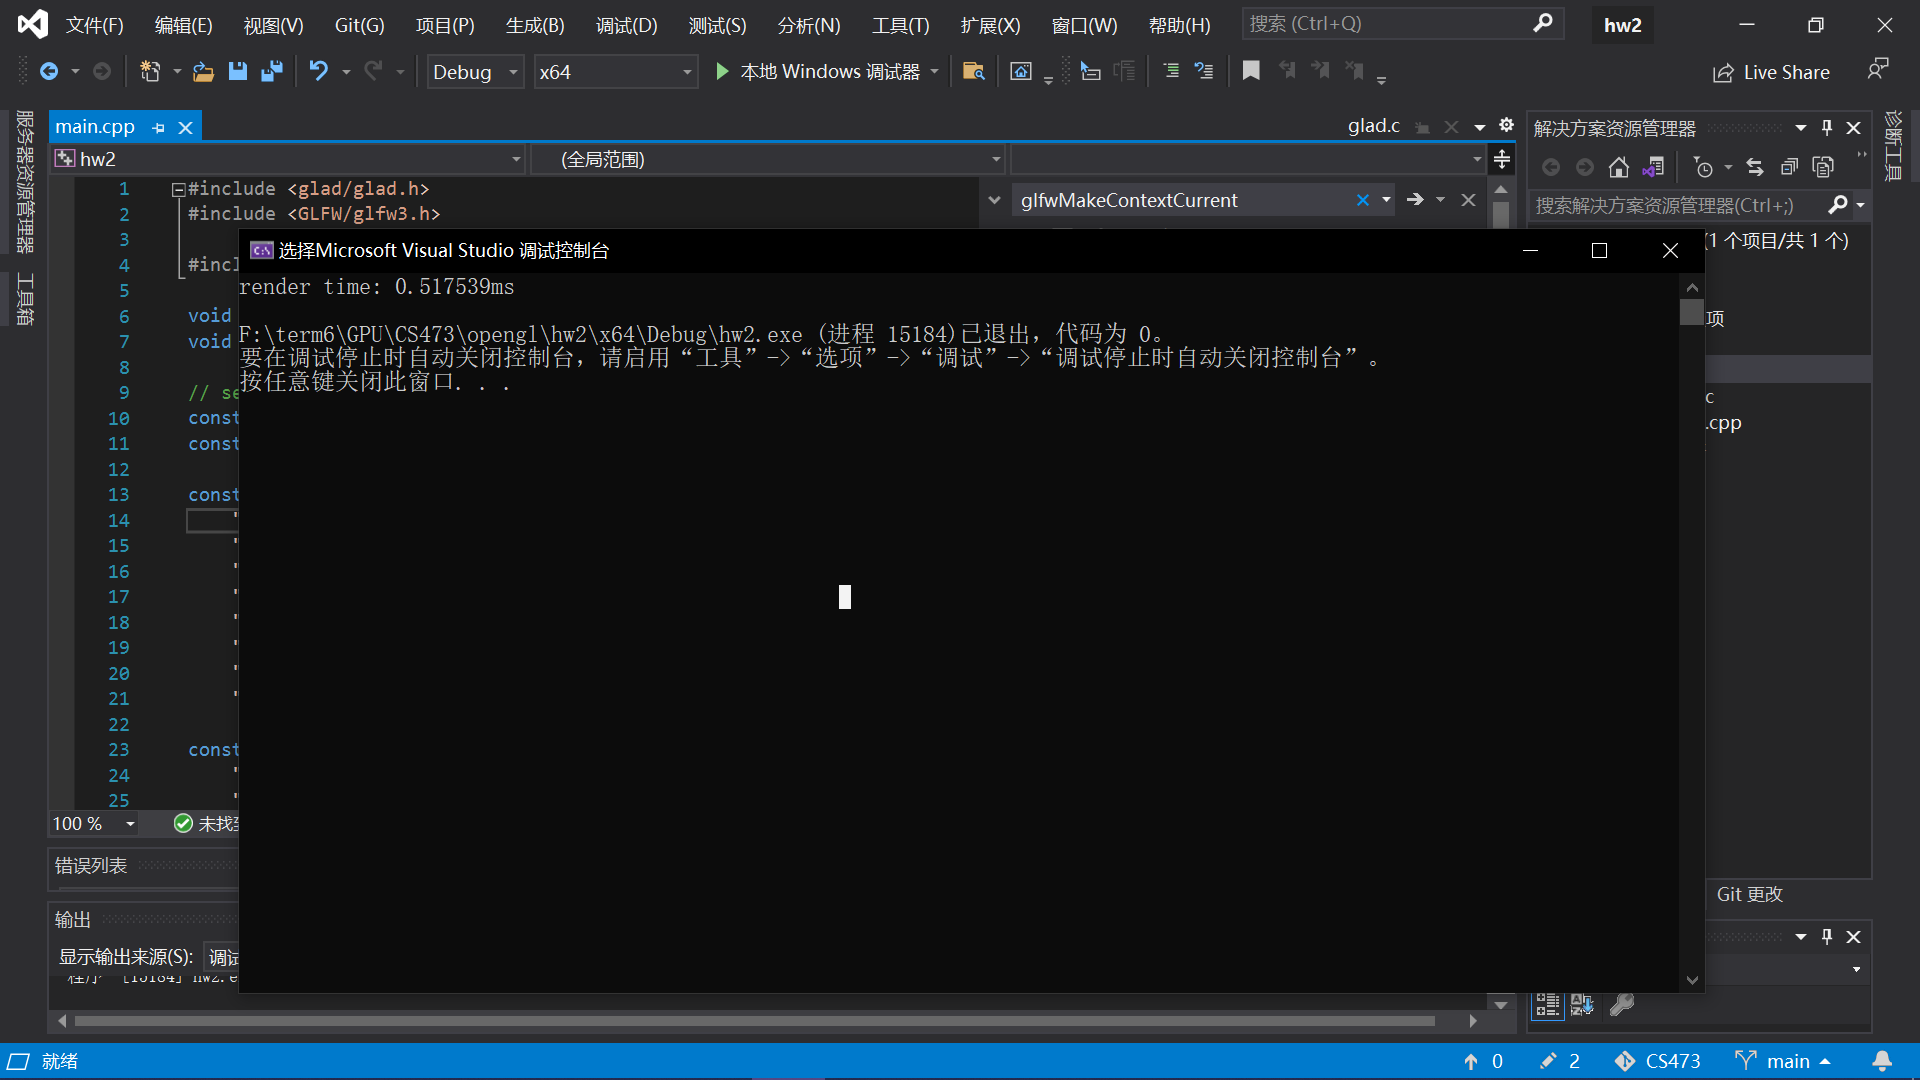 文件(F) 编辑(E) 视图(V) Git(G) 项目(P) 生成(B) 调试(D) 测试(S) 分析(N) 工具(T) 扩展(X) 窗口(W) 帮助(H) 搜索 (Ctrl+Q) hw2
Debug x64 本地 Windows 调试器 Live Share
服务器资源管理器
工具箱
main.cpp glad.c
hw2 (全局范围)
1 #include <glad/glad.h>
2 #include <GLFW/glfw3.h>
3
4 #incl
5
6 void
7 void
8
9 // se
10 const
11 const
12
13 const
14 "
15 "
16 "
17 "
18 "
19 "
20 "
21 "
22
23 const
24 "
25 "
glfwMakeContextCurrent
选择Microsoft Visual Studio 调试控制台
render time: 0.517539ms
F:\term6\GPU\CS473\opengl\hw2\x64\Debug\hw2.exe (进程 15184)已退出，代码为 0。
要在调试停止时自动关闭控制台，请启用“工具”->“选项”->“调试”->“调试停止时自动关闭控制台”。
按任意键关闭此窗口. . .
解决方案资源管理器
搜索解决方案资源管理器(Ctrl+;)
(1 个项目/共 1 个)
项
c
.cpp
诊断工具
Git 更改
100 % 未找到
错误列表
输出
显示输出来源(S): 调试
程序 "[15184] hw2.e
就绪 0 2 CS473 main